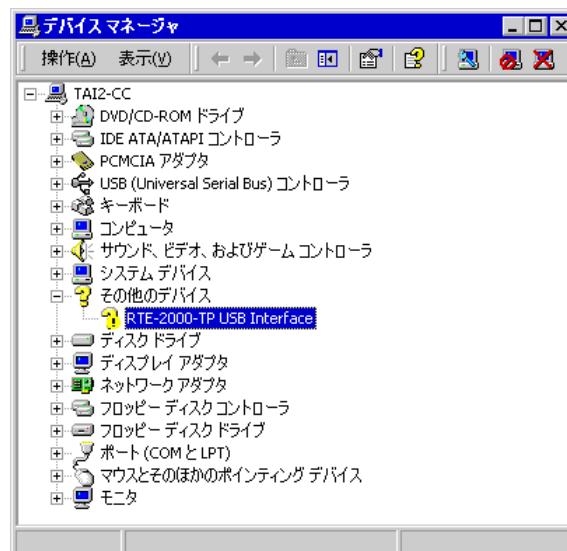 デバイス マネージャ
操作(A) 表示(V)
TAI2-CC
DVD/CD-ROM ドライブ
IDE ATA/ATAPI コントローラ
PCMCIA アダプタ
USB (Universal Serial Bus) コントローラ
キーボード
コンピュータ
サウンド、ビデオ、およびゲーム コントローラ
システム デバイス
その他のデバイス
RTE-2000-TP USB Interface
ディスク ドライブ
ディスプレイ アダプタ
ネットワーク アダプタ
フロッピー ディスク コントローラ
フロッピー ディスク ドライブ
ポート (COM と LPT)
マウスとそのほかのポインティング デバイス
モニタ